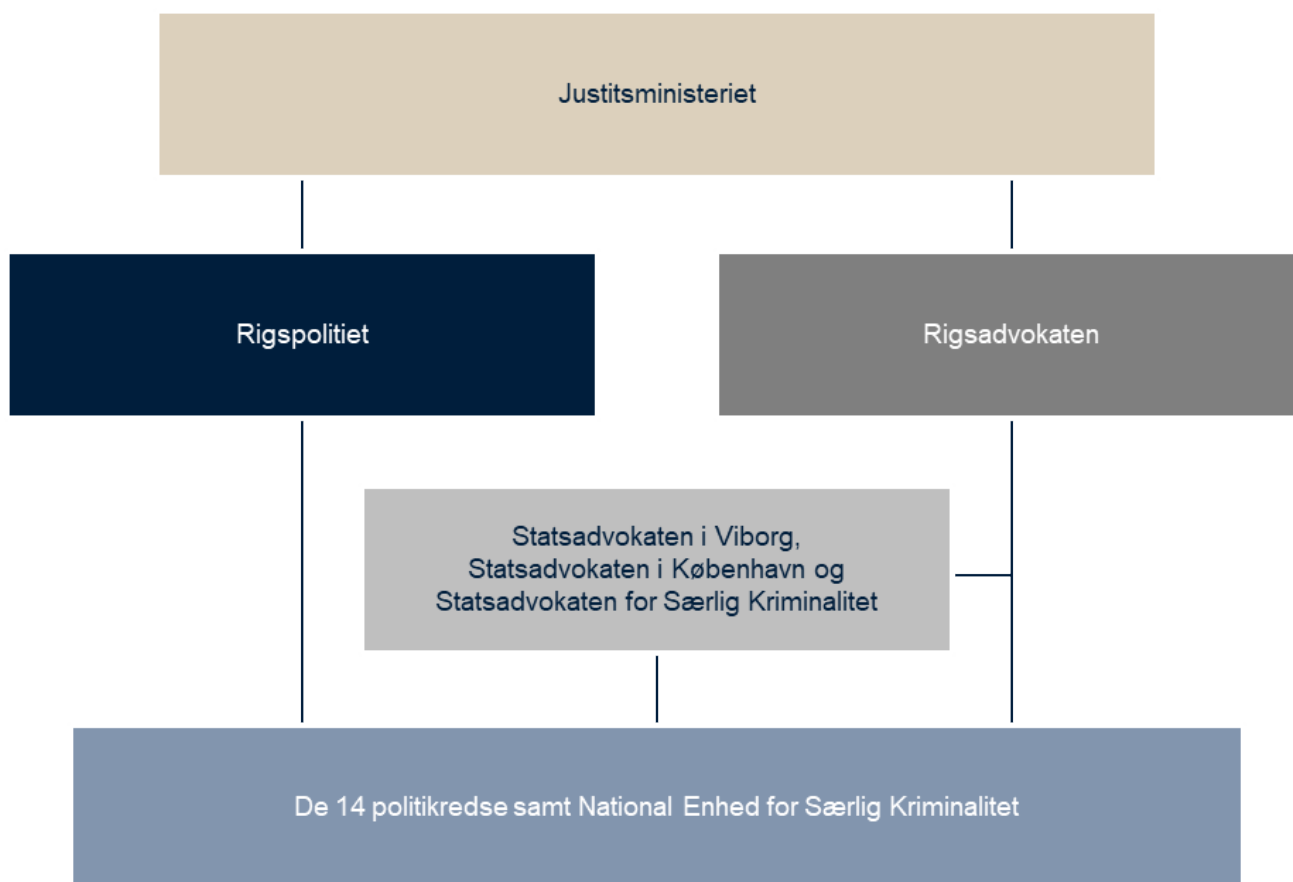 Justitsministeriet
Rigspolitiet
Rigsadvokaten
Statsadvokaten i Viborg,
Statsadvokaten i København og
Statsadvokaten for Særlig Kriminalitet
De 14 politikredse samt National Enhed for Særlig Kriminalitet